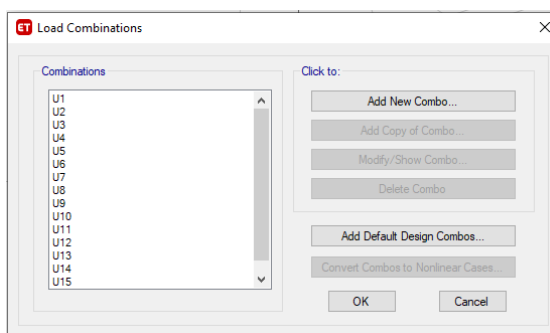 ET Load Combinations
Combinations
U1
U2
U3
U4
U5
U6
U7
U8
U9
U10
U11
U12
U13
U14
U15
Click to:
Add New Combo...
Add Copy of Combo...
Modify/Show Combo...
Delete Combo
Add Default Design Combos...
Convert Combos to Nonlinear Cases...
OK
Cancel